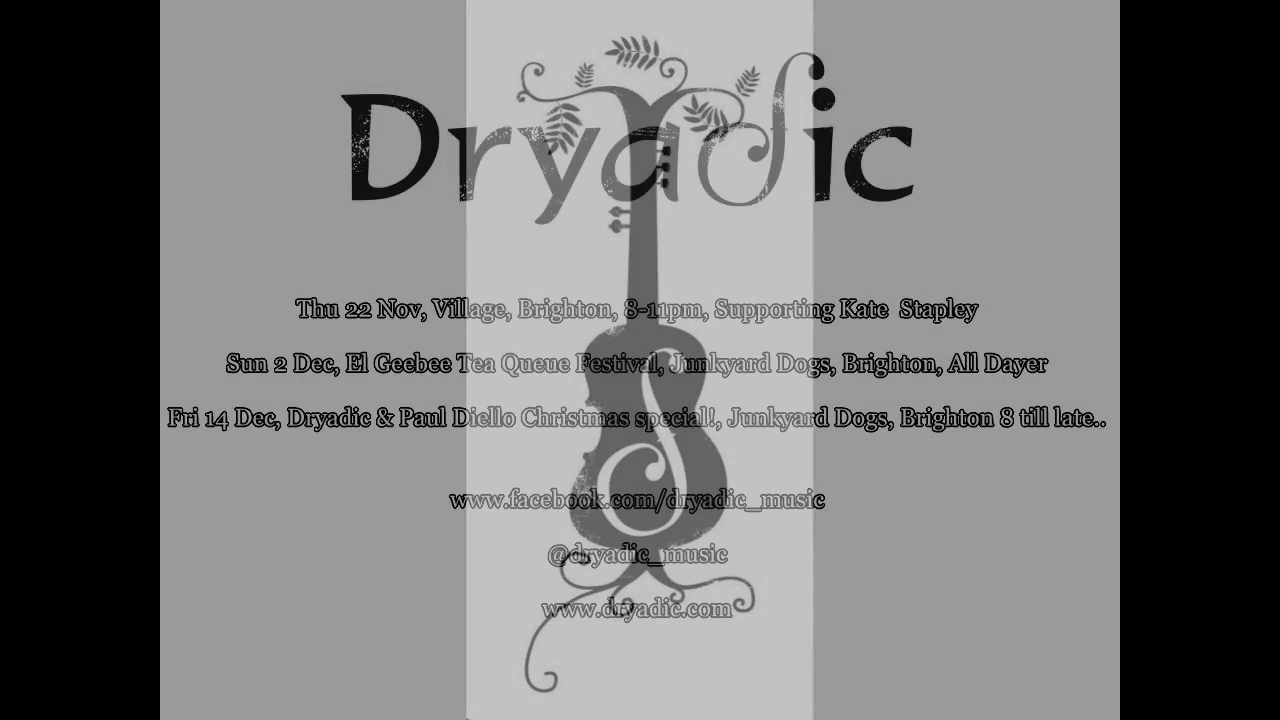 Dryadic
Thu 22 Nov, Village, Brighton, 8-11pm, Supporting Kate  Stapley
Sun 2 Dec, El Geebee Tea Queue Festival, Junkyard Dogs, Brighton, All Dayer
Fri 14 Dec, Dryadic & Paul Diello Christmas special!, Junkyard Dogs, Brighton 8 till late..
www.facebook.com/dryadic_music
@dryadic_music
www.dryadic.com